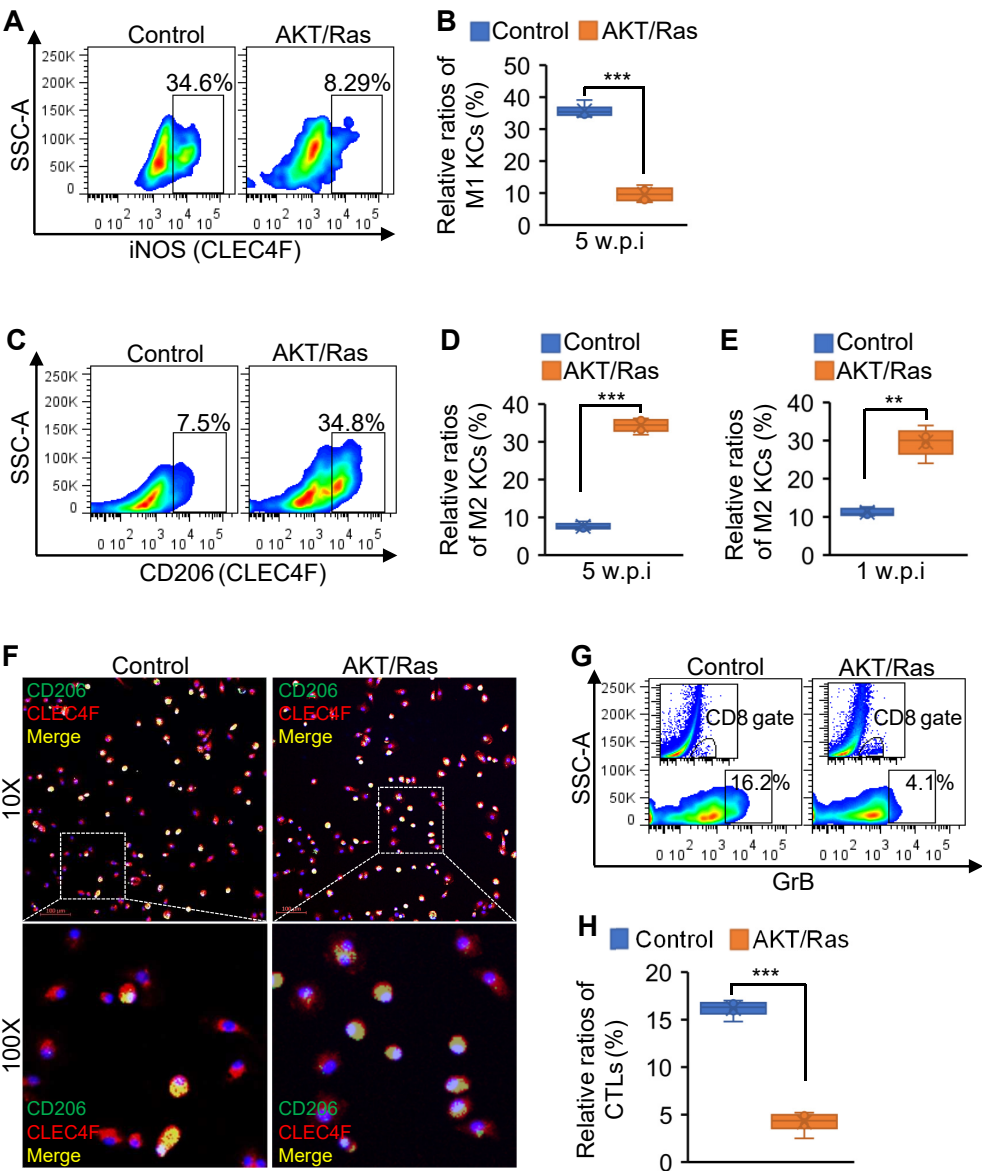 A
Control
AKT/Ras
250K
200K
150K
100K
50K
0
SSC-A
34.6%
8.29%
0 10² 10³ 10⁴ 10⁵
0 10² 10³ 10⁴ 10⁵
iNOS (CLEC4F)
B
Control
AKT/Ras
Relative ratios of
M1 KCs (%)
50
40
30
20
10
0
***
5 w.p.i
C
Control
AKT/Ras
250K
200K
150K
100K
50K
0
SSC-A
7.5%
34.8%
0 10² 10³ 10⁴ 10⁵
0 10² 10³ 10⁴ 10⁵
CD206 (CLEC4F)
D
Control
AKT/Ras
Relative ratios
of M2 KCs (%)
40
30
20
10
0
***
5 w.p.i
E
Control
AKT/Ras
Relative ratios
of M2 KCs (%)
40
30
20
10
0
**
1 w.p.i
F
Control
AKT/Ras
10X
CD206
CLEC4F
Merge
100 µm
CD206
CLEC4F
Merge
100 µm
100X
CD206
CLEC4F
Merge
CD206
CLEC4F
Merge
G
Control
AKT/Ras
250K
200K
150K
100K
50K
0
SSC-A
CD8 gate
CD8 gate
16.2%
4.1%
0 10² 10³ 10⁴ 10⁵
0 10² 10³ 10⁴ 10⁵
GrB
H
Control
AKT/Ras
Relative ratios of
CTLs (%)
20
15
10
5
0
***